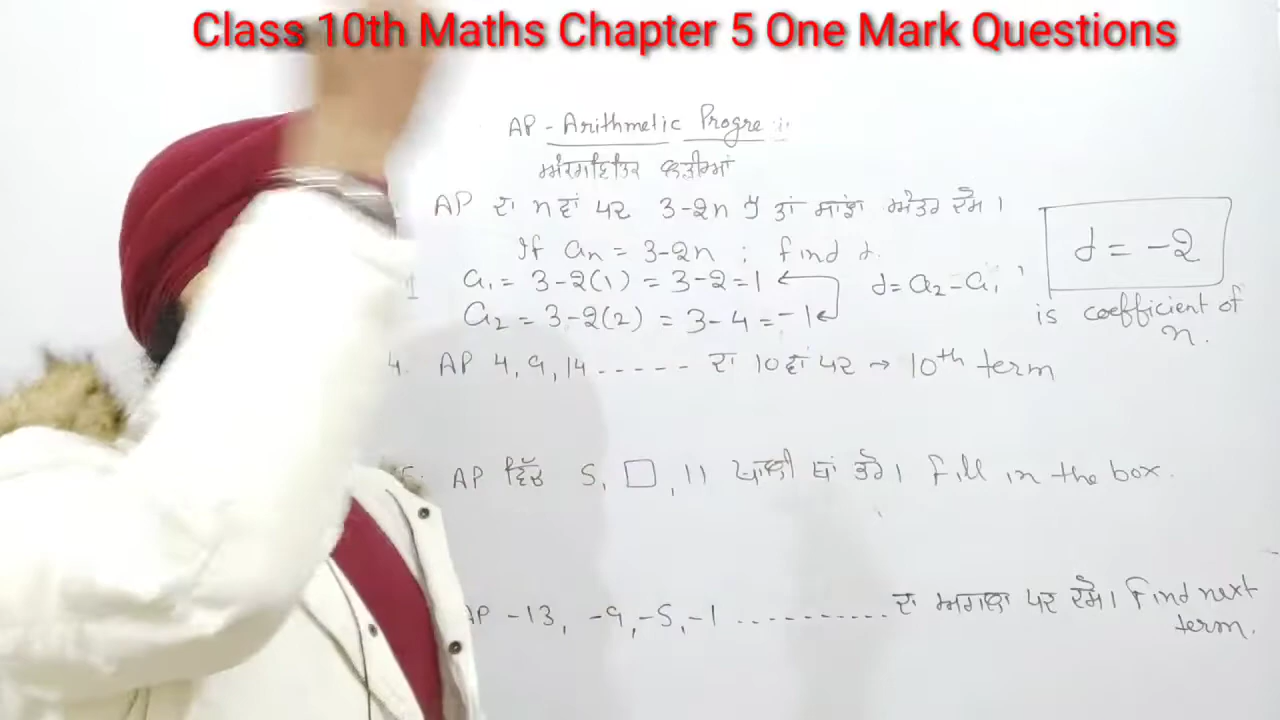 Class 10th Maths Chapter 5 One Mark Questions
AP - Arithmetic Progre
ਅੰਕਗਣਿਤਿਕ ਲੜੀਆਂ
AP ਦਾ nਵਾਂ ਪਦ 3-2n ਹੈ ਤਾਂ ਸਾਂਝਾ ਅੰਤਰ ਦੱਸੋ।
If an = 3-2n ; find d.
a1 = 3-2(1) = 3-2=1 d=a2-a1
a2 = 3-2(2) = 3-4=-1
d = -2
is coefficient of
n.
4. AP 4, 9, 14 ----- ਦਾ 10ਵਾਂ ਪਦ → 10th term
5. AP ਵਿੱਚ 5, □, 11 ਖਾਲੀ ਥਾਂ ਭਰੋ। Fill in the box.
AP -13, -9, -5, -1 ---------- ਦਾ ਅਗਲਾ ਪਦ ਦੱਸੋ। Find next
term.